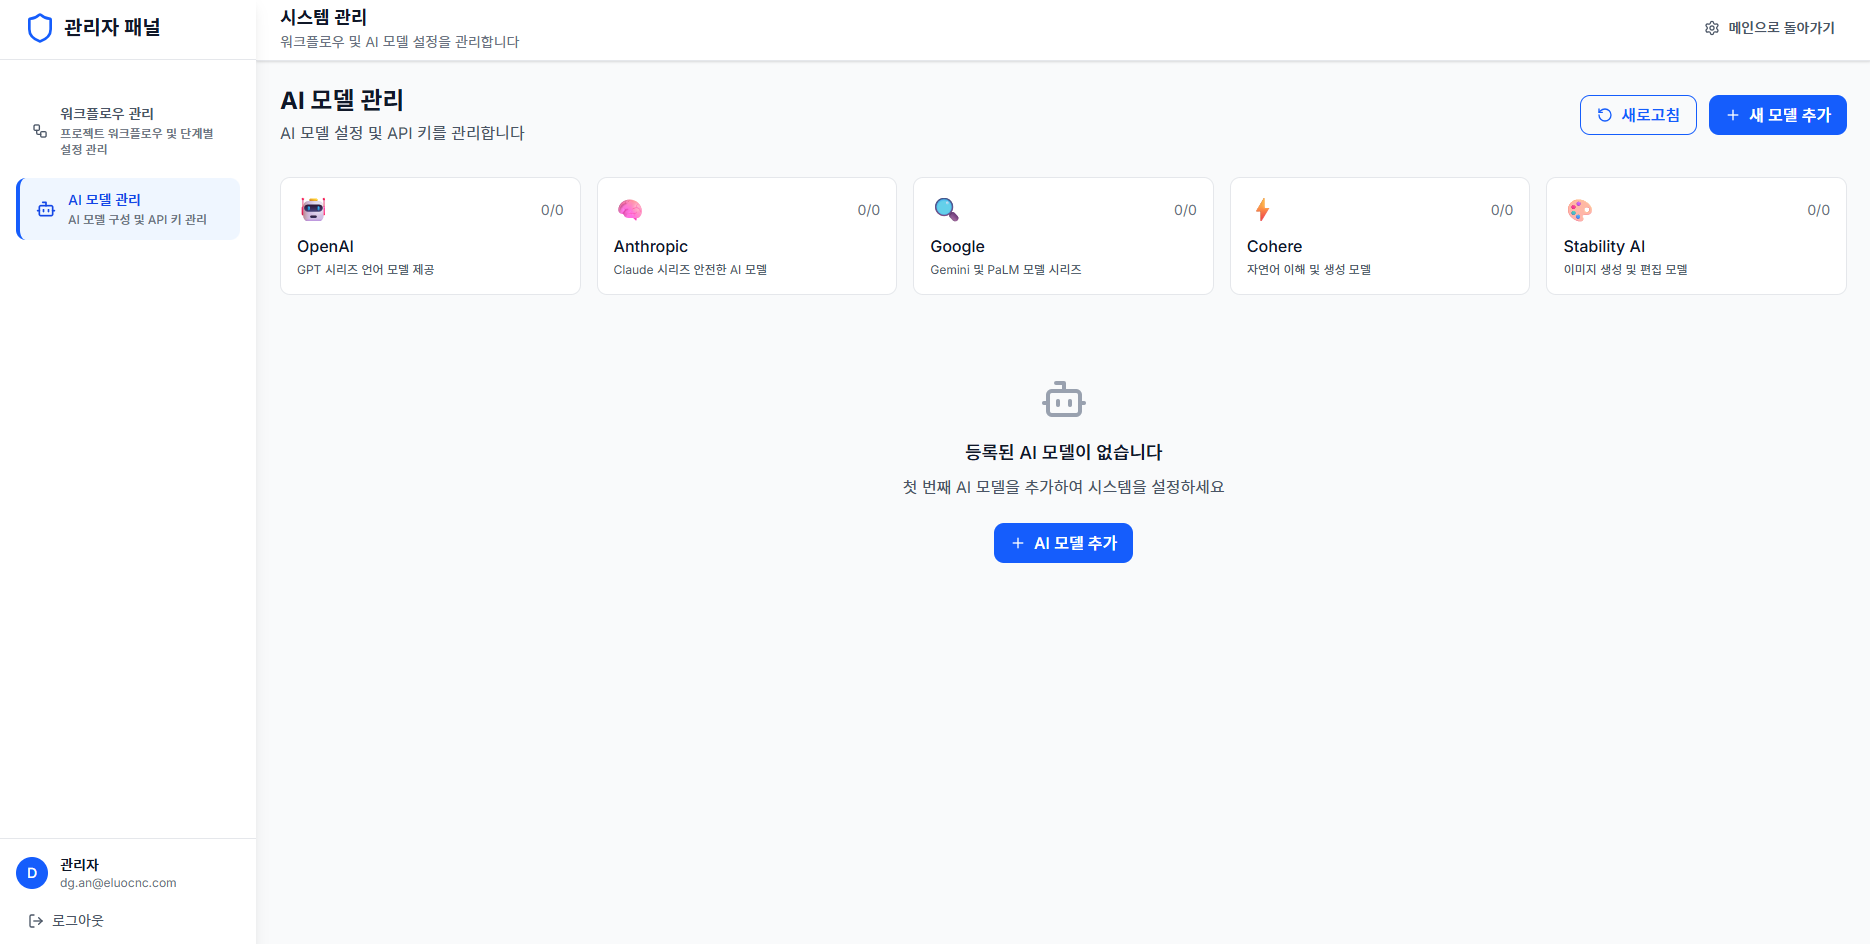 관리자 패널
시스템 관리
워크플로우 및 AI 모델 설정을 관리합니다
메인으로 돌아가기
워크플로우 관리
프로젝트 워크플로우 및 단계별
설정 관리
AI 모델 관리
AI 모델 구성 및 API 키 관리
AI 모델 관리
AI 모델 설정 및 API 키를 관리합니다
새로고침
새 모델 추가
0/0
OpenAI
GPT 시리즈 언어 모델 제공
0/0
Anthropic
Claude 시리즈 안전한 AI 모델
0/0
Google
Gemini 및 PaLM 모델 시리즈
0/0
Cohere
자연어 이해 및 생성 모델
0/0
Stability AI
이미지 생성 및 편집 모델
등록된 AI 모델이 없습니다
첫 번째 AI 모델을 추가하여 시스템을 설정하세요
AI 모델 추가
D
관리자
dg.an@eluocnc.com
로그아웃